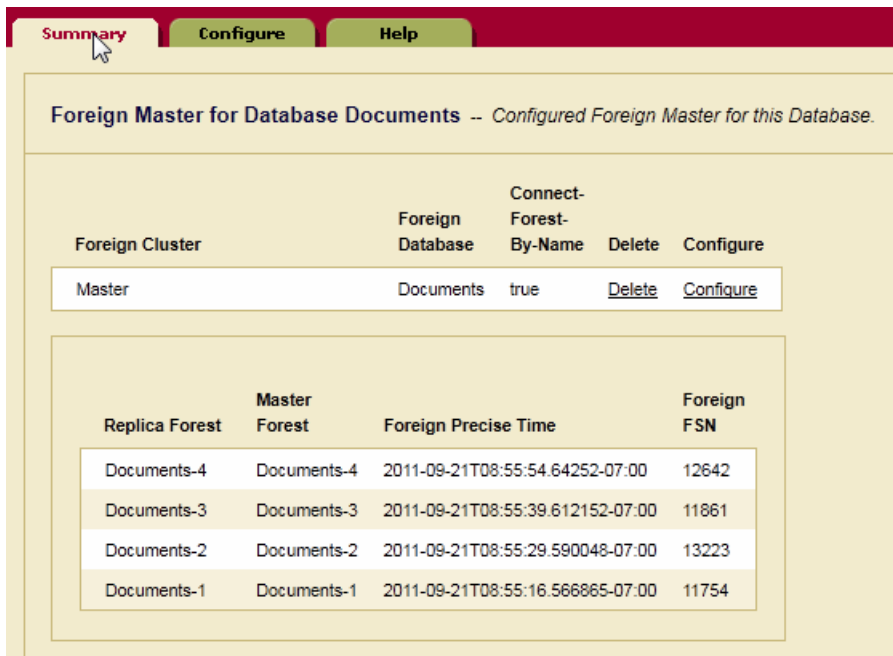 Summary Configure Help
Foreign Master for Database Documents -- Configured Foreign Master for this Database.
Connect-
Foreign Forest-
Foreign Cluster Database By-Name Delete Configure
Master Documents true Delete Configure
Master Foreign
Replica Forest Forest Foreign Precise Time FSN
Documents-4 Documents-4 2011-09-21T08:55:54.64252-07:00 12642
Documents-3 Documents-3 2011-09-21T08:55:39.612152-07:00 11861
Documents-2 Documents-2 2011-09-21T08:55:29.590048-07:00 13223
Documents-1 Documents-1 2011-09-21T08:55:16.566865-07:00 11754